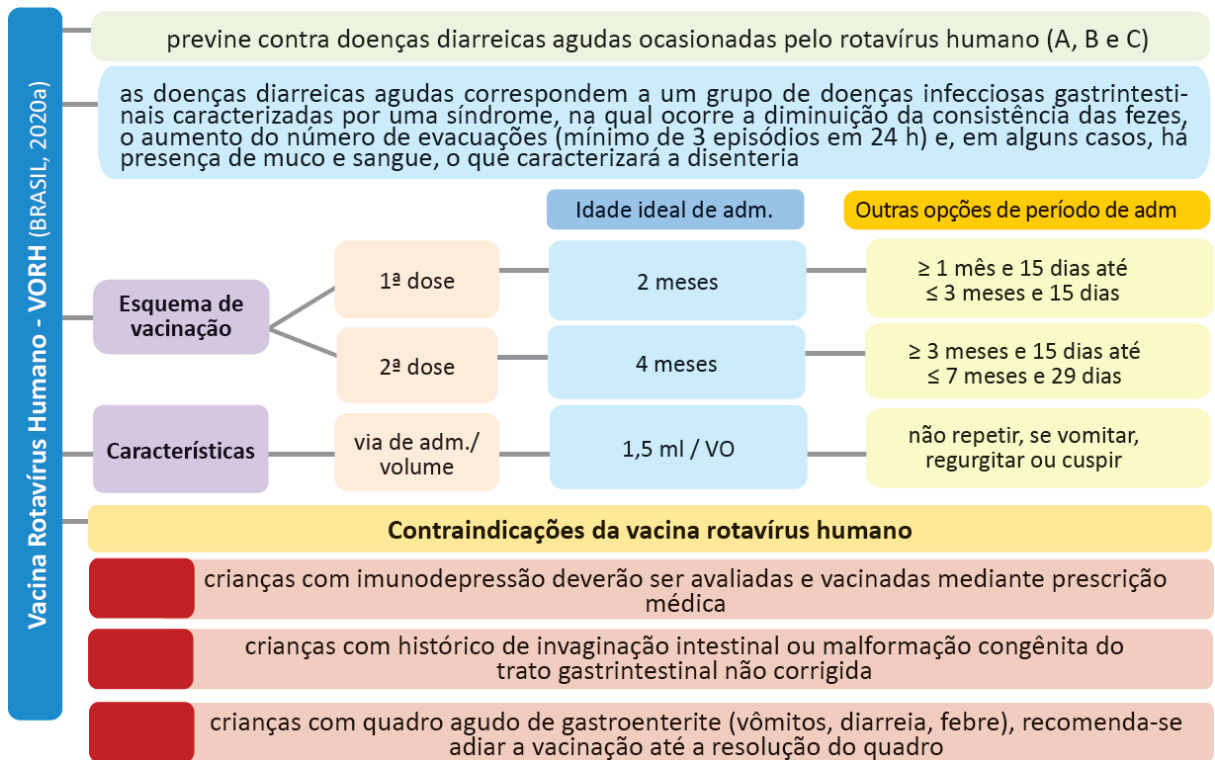 Vacina Rotavírus Humano - VORH (BRASIL, 2020a)
previne contra doenças diarreicas agudas ocasionadas pelo rotavírus humano (A, B e C)
as doenças diarreicas agudas correspondem a um grupo de doenças infecciosas gastrintesti-
nais caracterizadas por uma síndrome, na qual ocorre a diminuição da consistência das fezes,
o aumento do número de evacuações (mínimo de 3 episódios em 24 h) e, em alguns casos, há
presença de muco e sangue, o que caracterizará a disenteria
Idade ideal de adm.
Outras opções de período de adm
Esquema de
vacinação
1ª dose
2 meses
≥ 1 mês e 15 dias até
≤ 3 meses e 15 dias
2ª dose
4 meses
≥ 3 meses e 15 dias até
≤ 7 meses e 29 dias
Característicás
via de adm./
volume
1,5 ml / VO
não repetir, se vomitar,
regurgitar ou cuspir
Contraindicações da vacina rotavírus humano
crianças com imunodepressão deverão ser avaliadas e vacinadas mediante prescrição
médica
crianças com histórico de invaginação intestinal ou malformação congênita do
trato gastrintestinal não corrigida
crianças com quadro agudo de gastroenterite (vômitos, diarreia, febre), recomenda-se
adiar a vacinação até a resolução do quadro